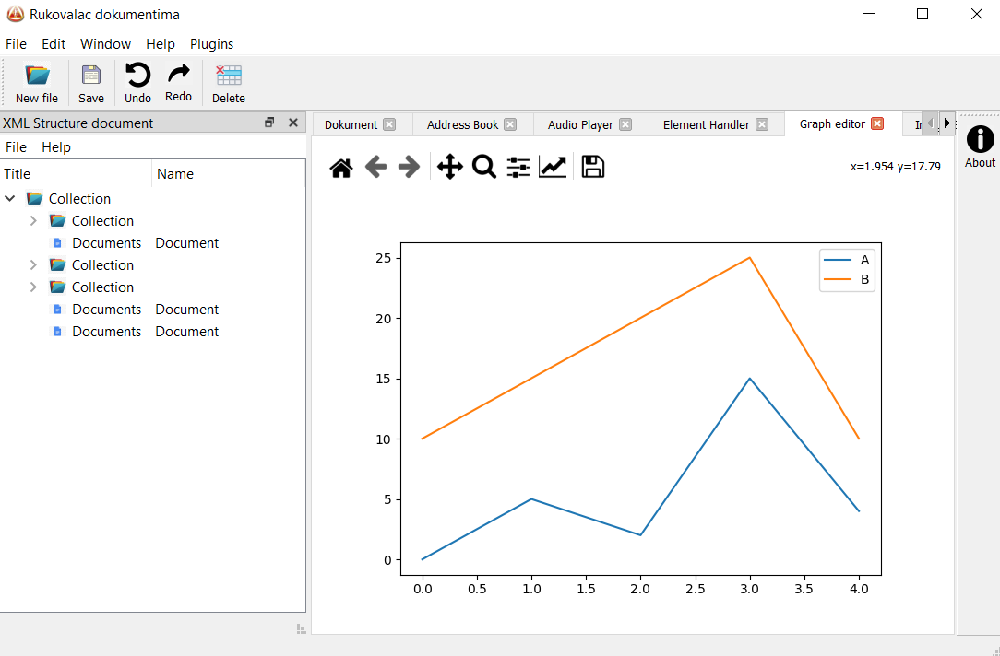 Rukovalac dokumentima
File Edit Window Help Plugins
New file Save Undo Redo Delete
XML Structure document
File Help
Title Name
Collection
Collection
Documents Document
Collection
Collection
Documents Document
Documents Document
Dokument Address Book Audio Player Element Handler Graph editor
x=1.954 y=17.79
About
A
B
25
20
15
10
5
0
0.0 0.5 1.0 1.5 2.0 2.5 3.0 3.5 4.0